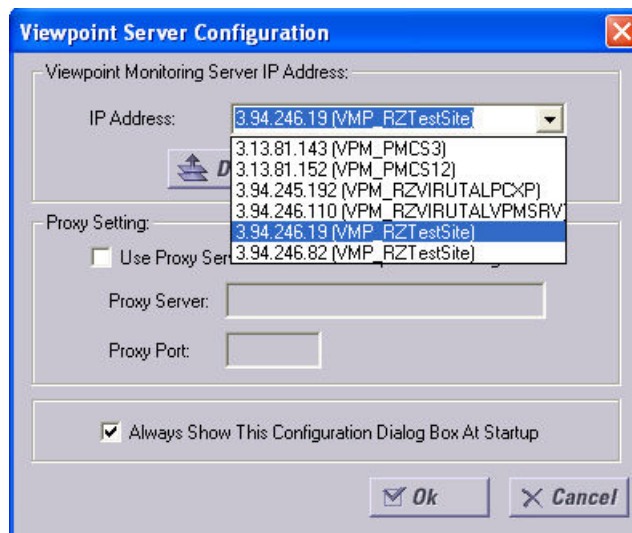 Viewpoint Server Configuration
Viewpoint Monitoring Server IP Address:
IP Address:
3.94.246.19 (VMP_RZTestSite)
3.13.81.143 (VPM_PMCS3)
3.13.81.152 (VPM_PMCS12)
3.94.245.192 (VPM_RZVIRUTALPCXP)
3.94.246.110 (VPM_RZVIRUTALVPMSRV)
3.94.246.19 (VMP_RZTestSite)
3.94.246.82 (VMP_RZTestSite)
Proxy Setting:
Use Proxy Ser
Proxy Server:
Proxy Port:
Always Show This Configuration Dialog Box At Startup
Ok
Cancel